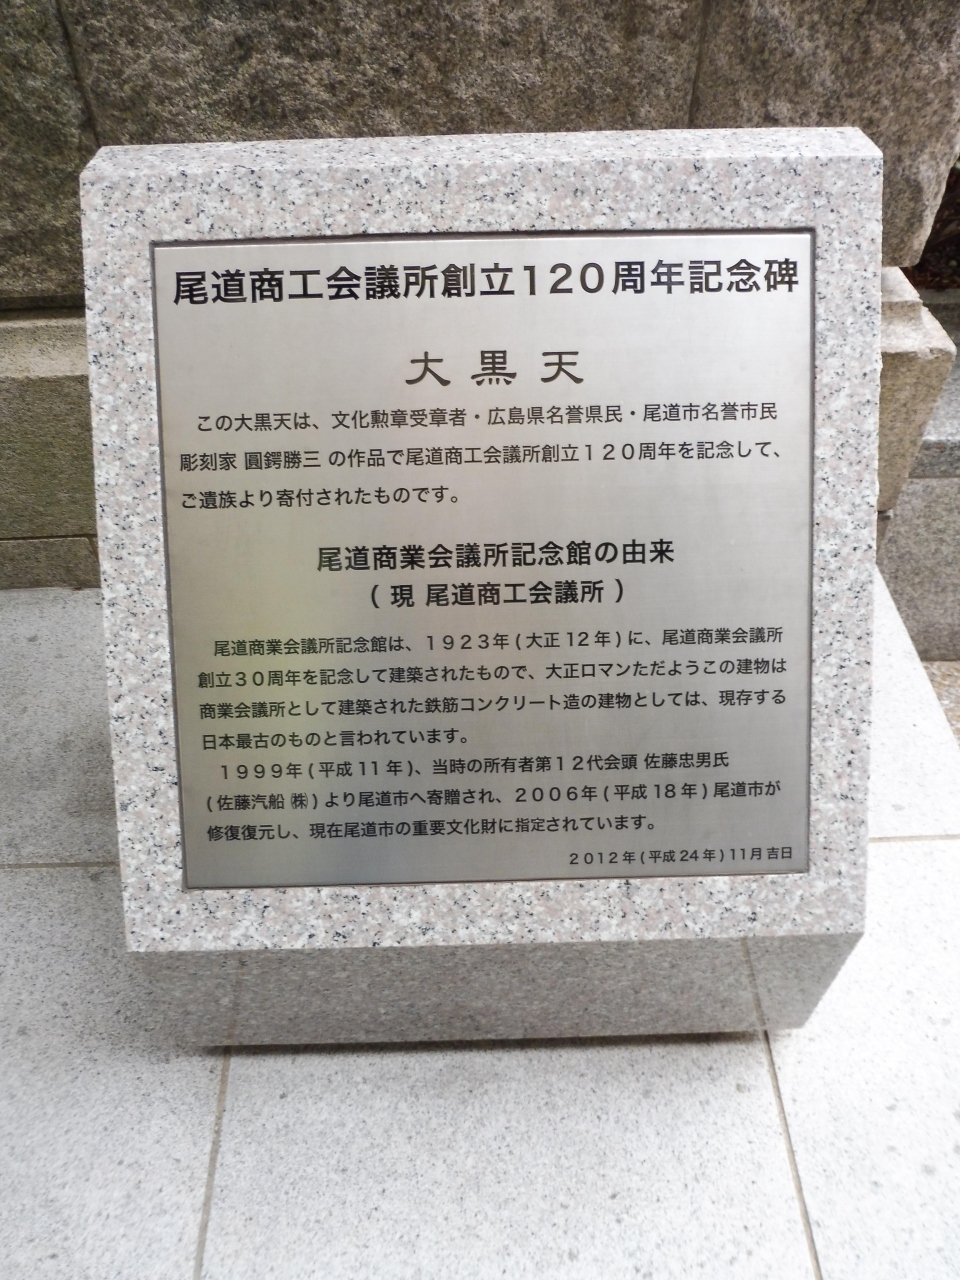 尾道商工会議所創立120周年記念碑
大黒天
この大黒天は、文化勲章受章者・広島県名誉県民・尾道市名誉市民
彫刻家 圓鍔勝三 の作品で尾道商工会議所創立120周年を記念して、
ご遺族より寄付されたものです。
尾道商業会議所記念館の由来
( 現 尾道商工会議所 )
尾道商業会議所記念館は、1923年(大正12年)に、尾道商業会議所
創立30周年を記念して建築されたもので、大正ロマンただようこの建物は
商業会議所として建築された鉄筋コンクリート造の建物としては、現存する
日本最古のものと言われています。
1999年(平成11年)、当時の所有者第12代会頭 佐藤忠男氏
(佐藤汽船㈱)より尾道市へ寄贈され、2006年(平成18年)尾道市が
修復復元し、現在尾道市の重要文化財に指定されています。
2012年(平成24年)11月吉日